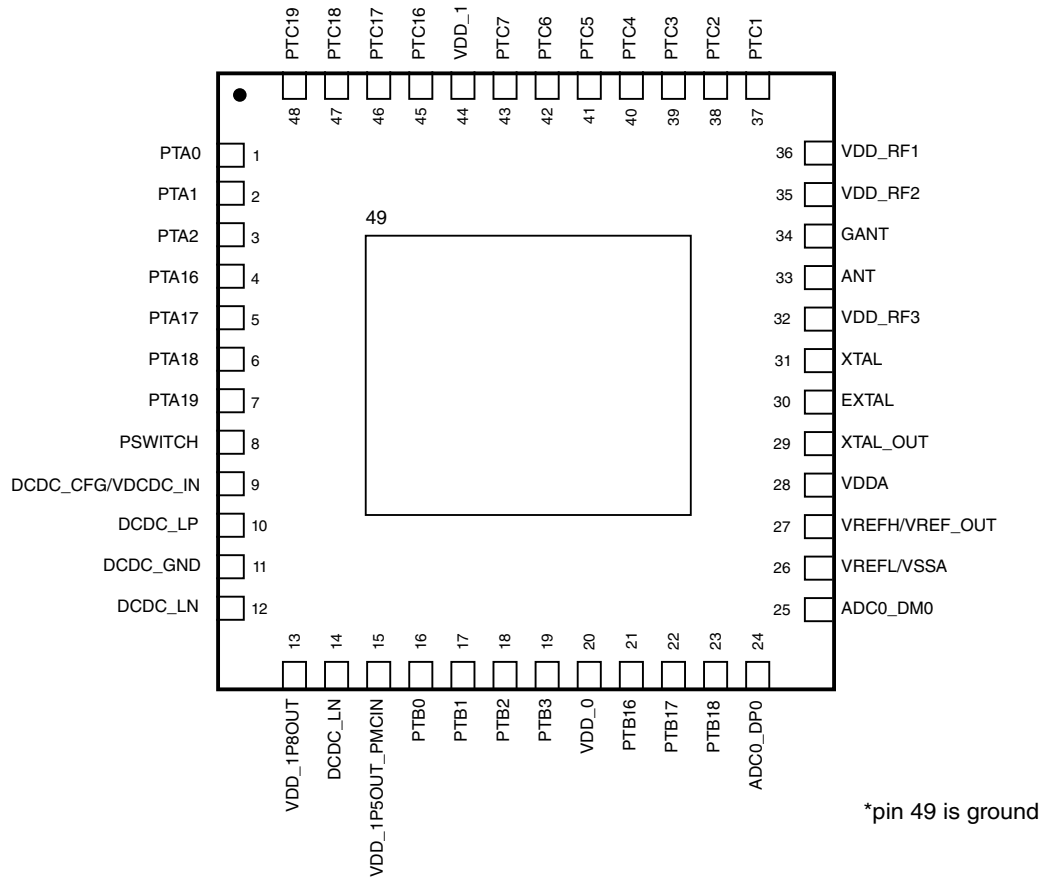 PTC19
PTC18
PTC17
PTC16
VDD_1
PTC7
PTC6
PTC5
PTC4
PTC3
PTC2
PTC1
48
47
46
45
44
43
42
41
40
39
38
37
PTA0 1
PTA1 2
PTA2 3
PTA16 4
PTA17 5
PTA18 6
PTA19 7
PSWITCH 8
DCDC_CFG/VDCDC_IN 9
DCDC_LP 10
DCDC_GND 11
DCDC_LN 12
49
36 VDD_RF1
35 VDD_RF2
34 GANT
33 ANT
32 VDD_RF3
31 XTAL
30 EXTAL
29 XTAL_OUT
28 VDDA
27 VREFH/VREF_OUT
26 VREFL/VSSA
25 ADC0_DM0
13
14
15
16
17
18
19
20
21
22
23
24
VDD_1P8OUT
DCDC_LN
VDD_1P5OUT_PMCIN
PTB0
PTB1
PTB2
PTB3
VDD_0
PTB16
PTB17
PTB18
ADC0_DP0
*pin 49 is ground